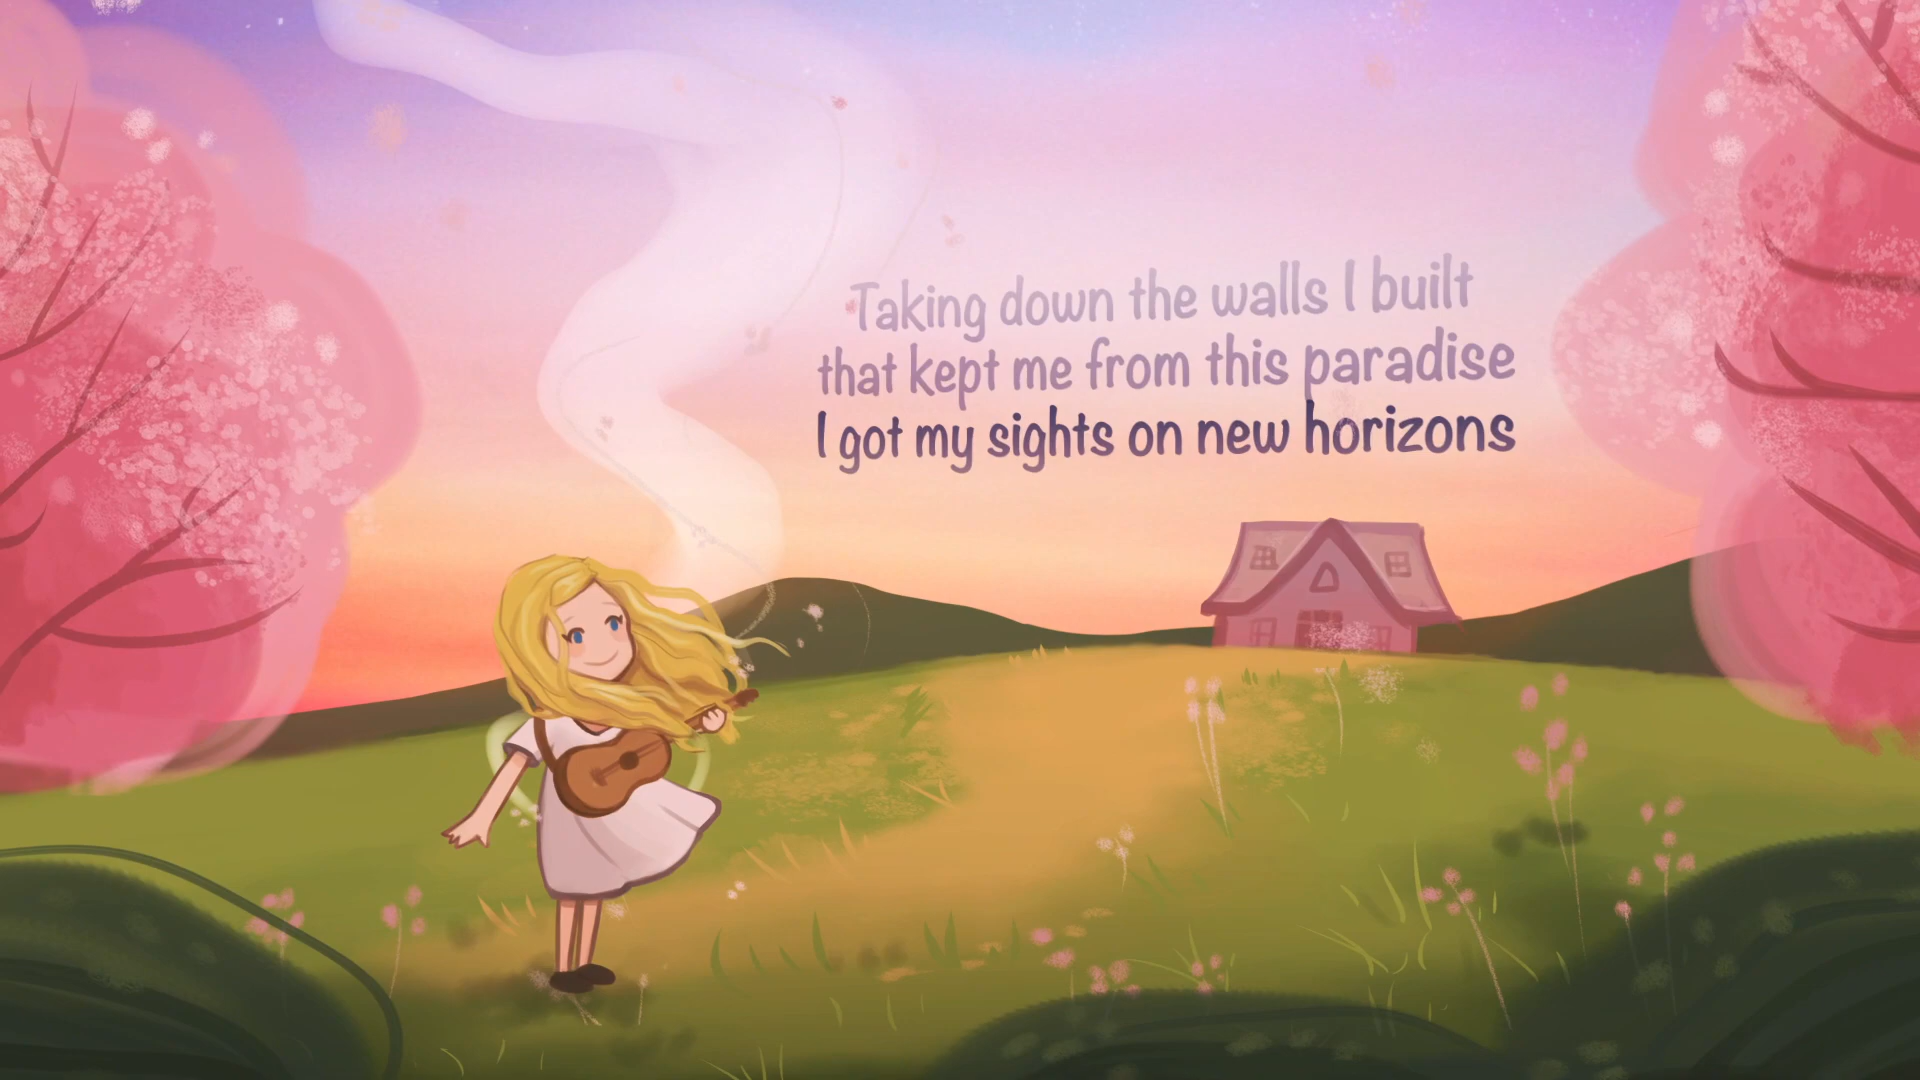 Taking down the walls I built
that kept me from this paradise
I got my sights on new horizons